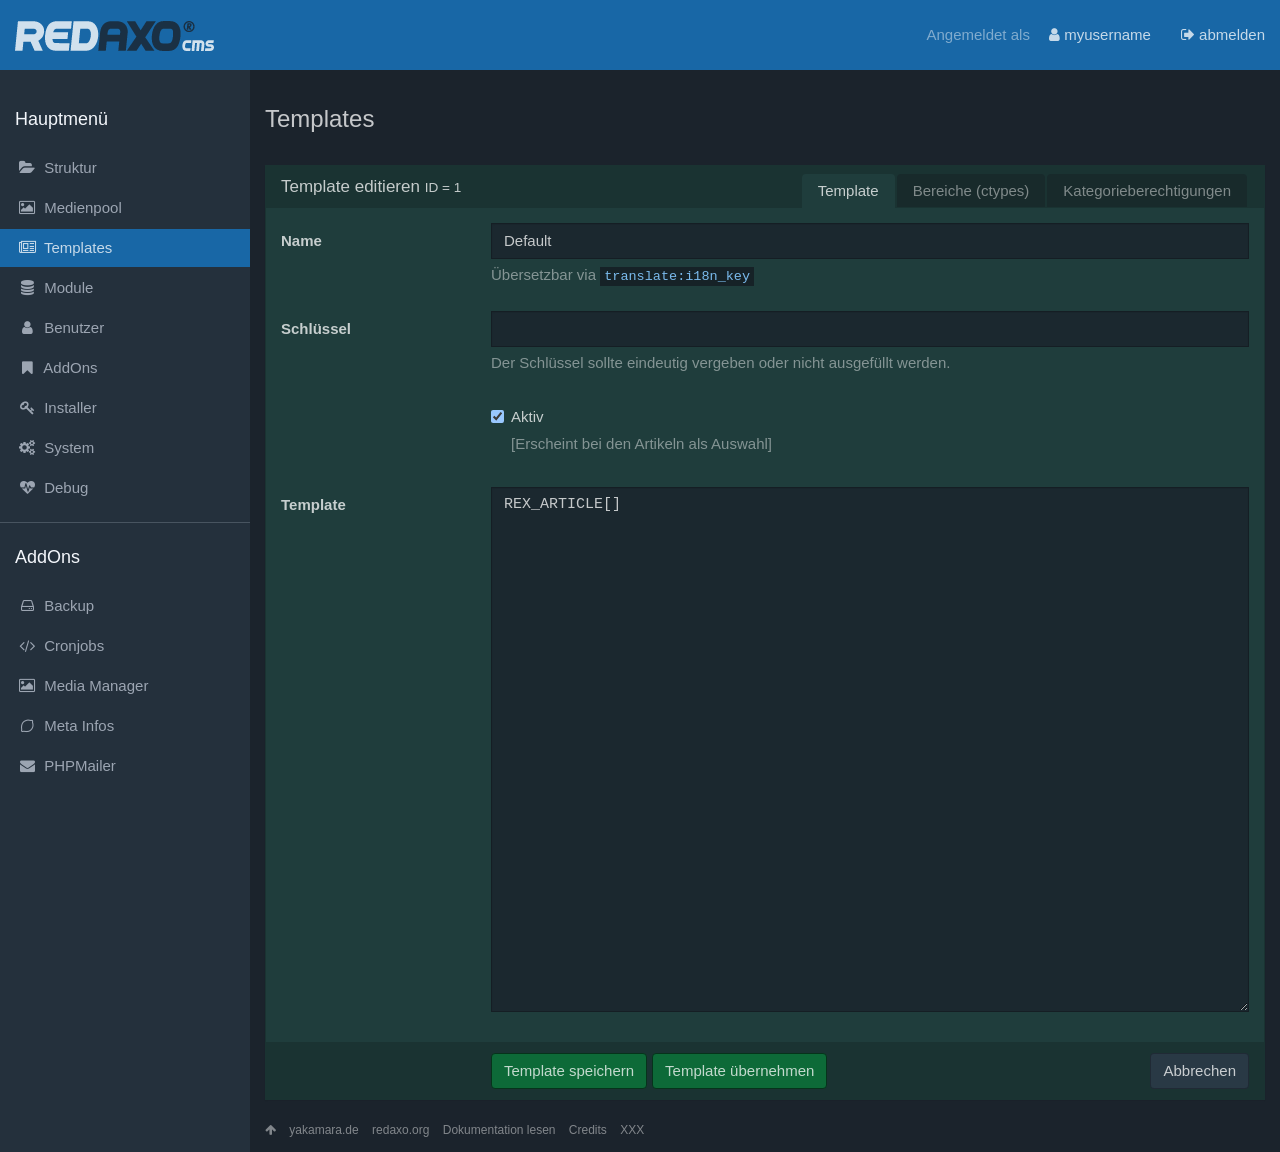 REDAXO® cms
Angemeldet als myusername abmelden
Hauptmenü
Struktur
Medienpool
Templates
Module
Benutzer
AddOns
Installer
System
Debug
AddOns
Backup
Cronjobs
Media Manager
Meta Infos
PHPMailer
Templates
Template editieren ID = 1
Template Bereiche (ctypes) Kategorieberechtigungen
Name Default
Übersetzbar via translate:i18n_key
Schlüssel
Der Schlüssel sollte eindeutig vergeben oder nicht ausgefüllt werden.
Aktiv
[Erscheint bei den Artikeln als Auswahl]
Template REX_ARTICLE[]
Template speichern Template übernehmen Abbrechen
yakamara.de redaxo.org Dokumentation lesen Credits XXX